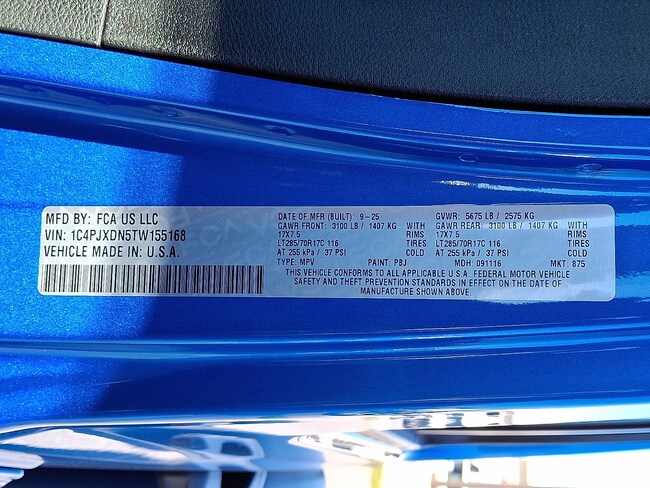 MFD BY: FCA US LLC
VIN: 1C4PJXDN5TW155168
VEHICLE MADE IN: U.S.A.
DATE OF MFR (BUILT): 9-25 GVWR: 5675 LB / 2575 KG
GAWR FRONT: 3100 LB / 1407 KG WITH GAWR REAR: 3100 LB / 1407 KG WITH
17X7.5 RIMS 17X7.5 RIMS
LT285/70R17C 116 TIRES LT285/70R17C 116 TIRES
AT 255 kPa / 37 PSI COLD AT 255 kPa / 37 PSI COLD
TYPE: MPV PAINT: PBJ MDH: 091116 MKT: 875
THIS VEHICLE CONFORMS TO ALL APPLICABLE U.S.A. FEDERAL MOTOR VEHICLE
SAFETY AND THEFT PREVENTION STANDARDS IN EFFECT ON THE DATE OF
MANUFACTURE SHOWN ABOVE.